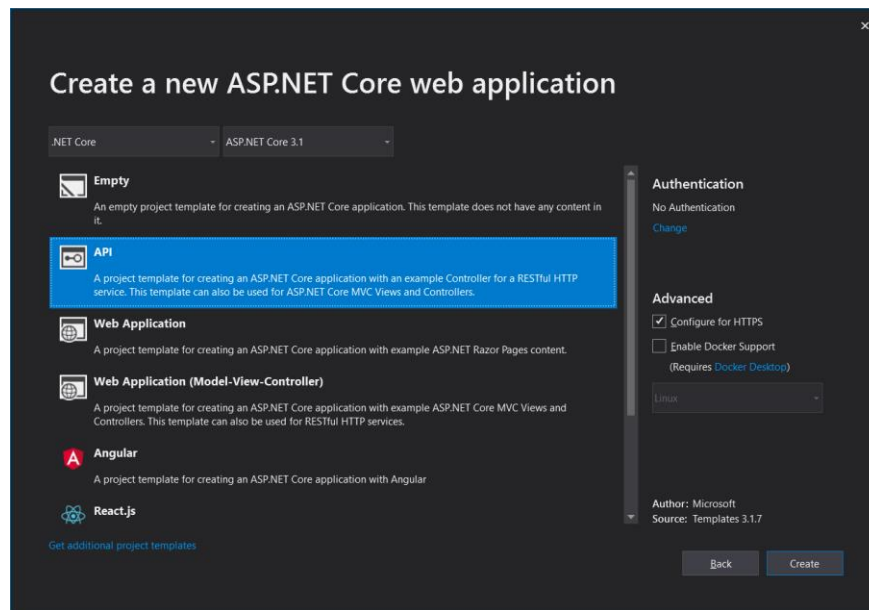 ×
Create a new ASP.NET Core web application
.NET Core
ASP.NET Core 3.1
Empty
An empty project template for creating an ASP.NET Core application. This template does not have any content in
it.
API
A project template for creating an ASP.NET Core application with an example Controller for a RESTful HTTP
service. This template can also be used for ASP.NET Core MVC Views and Controllers.
Web Application
A project template for creating an ASP.NET Core application with example ASP.NET Razor Pages content.
Web Application (Model-View-Controller)
A project template for creating an ASP.NET Core application with example ASP.NET Core MVC Views and
Controllers. This template can also be used for RESTful HTTP services.
Angular
A project template for creating an ASP.NET Core application with Angular
React.js
Get additional project templates
Authentication
No Authentication
Change
Advanced
Configure for HTTPS
Enable Docker Support
(Requires Docker Desktop)
Linux
Author: Microsoft
Source: Templates 3.1.7
Back
Create